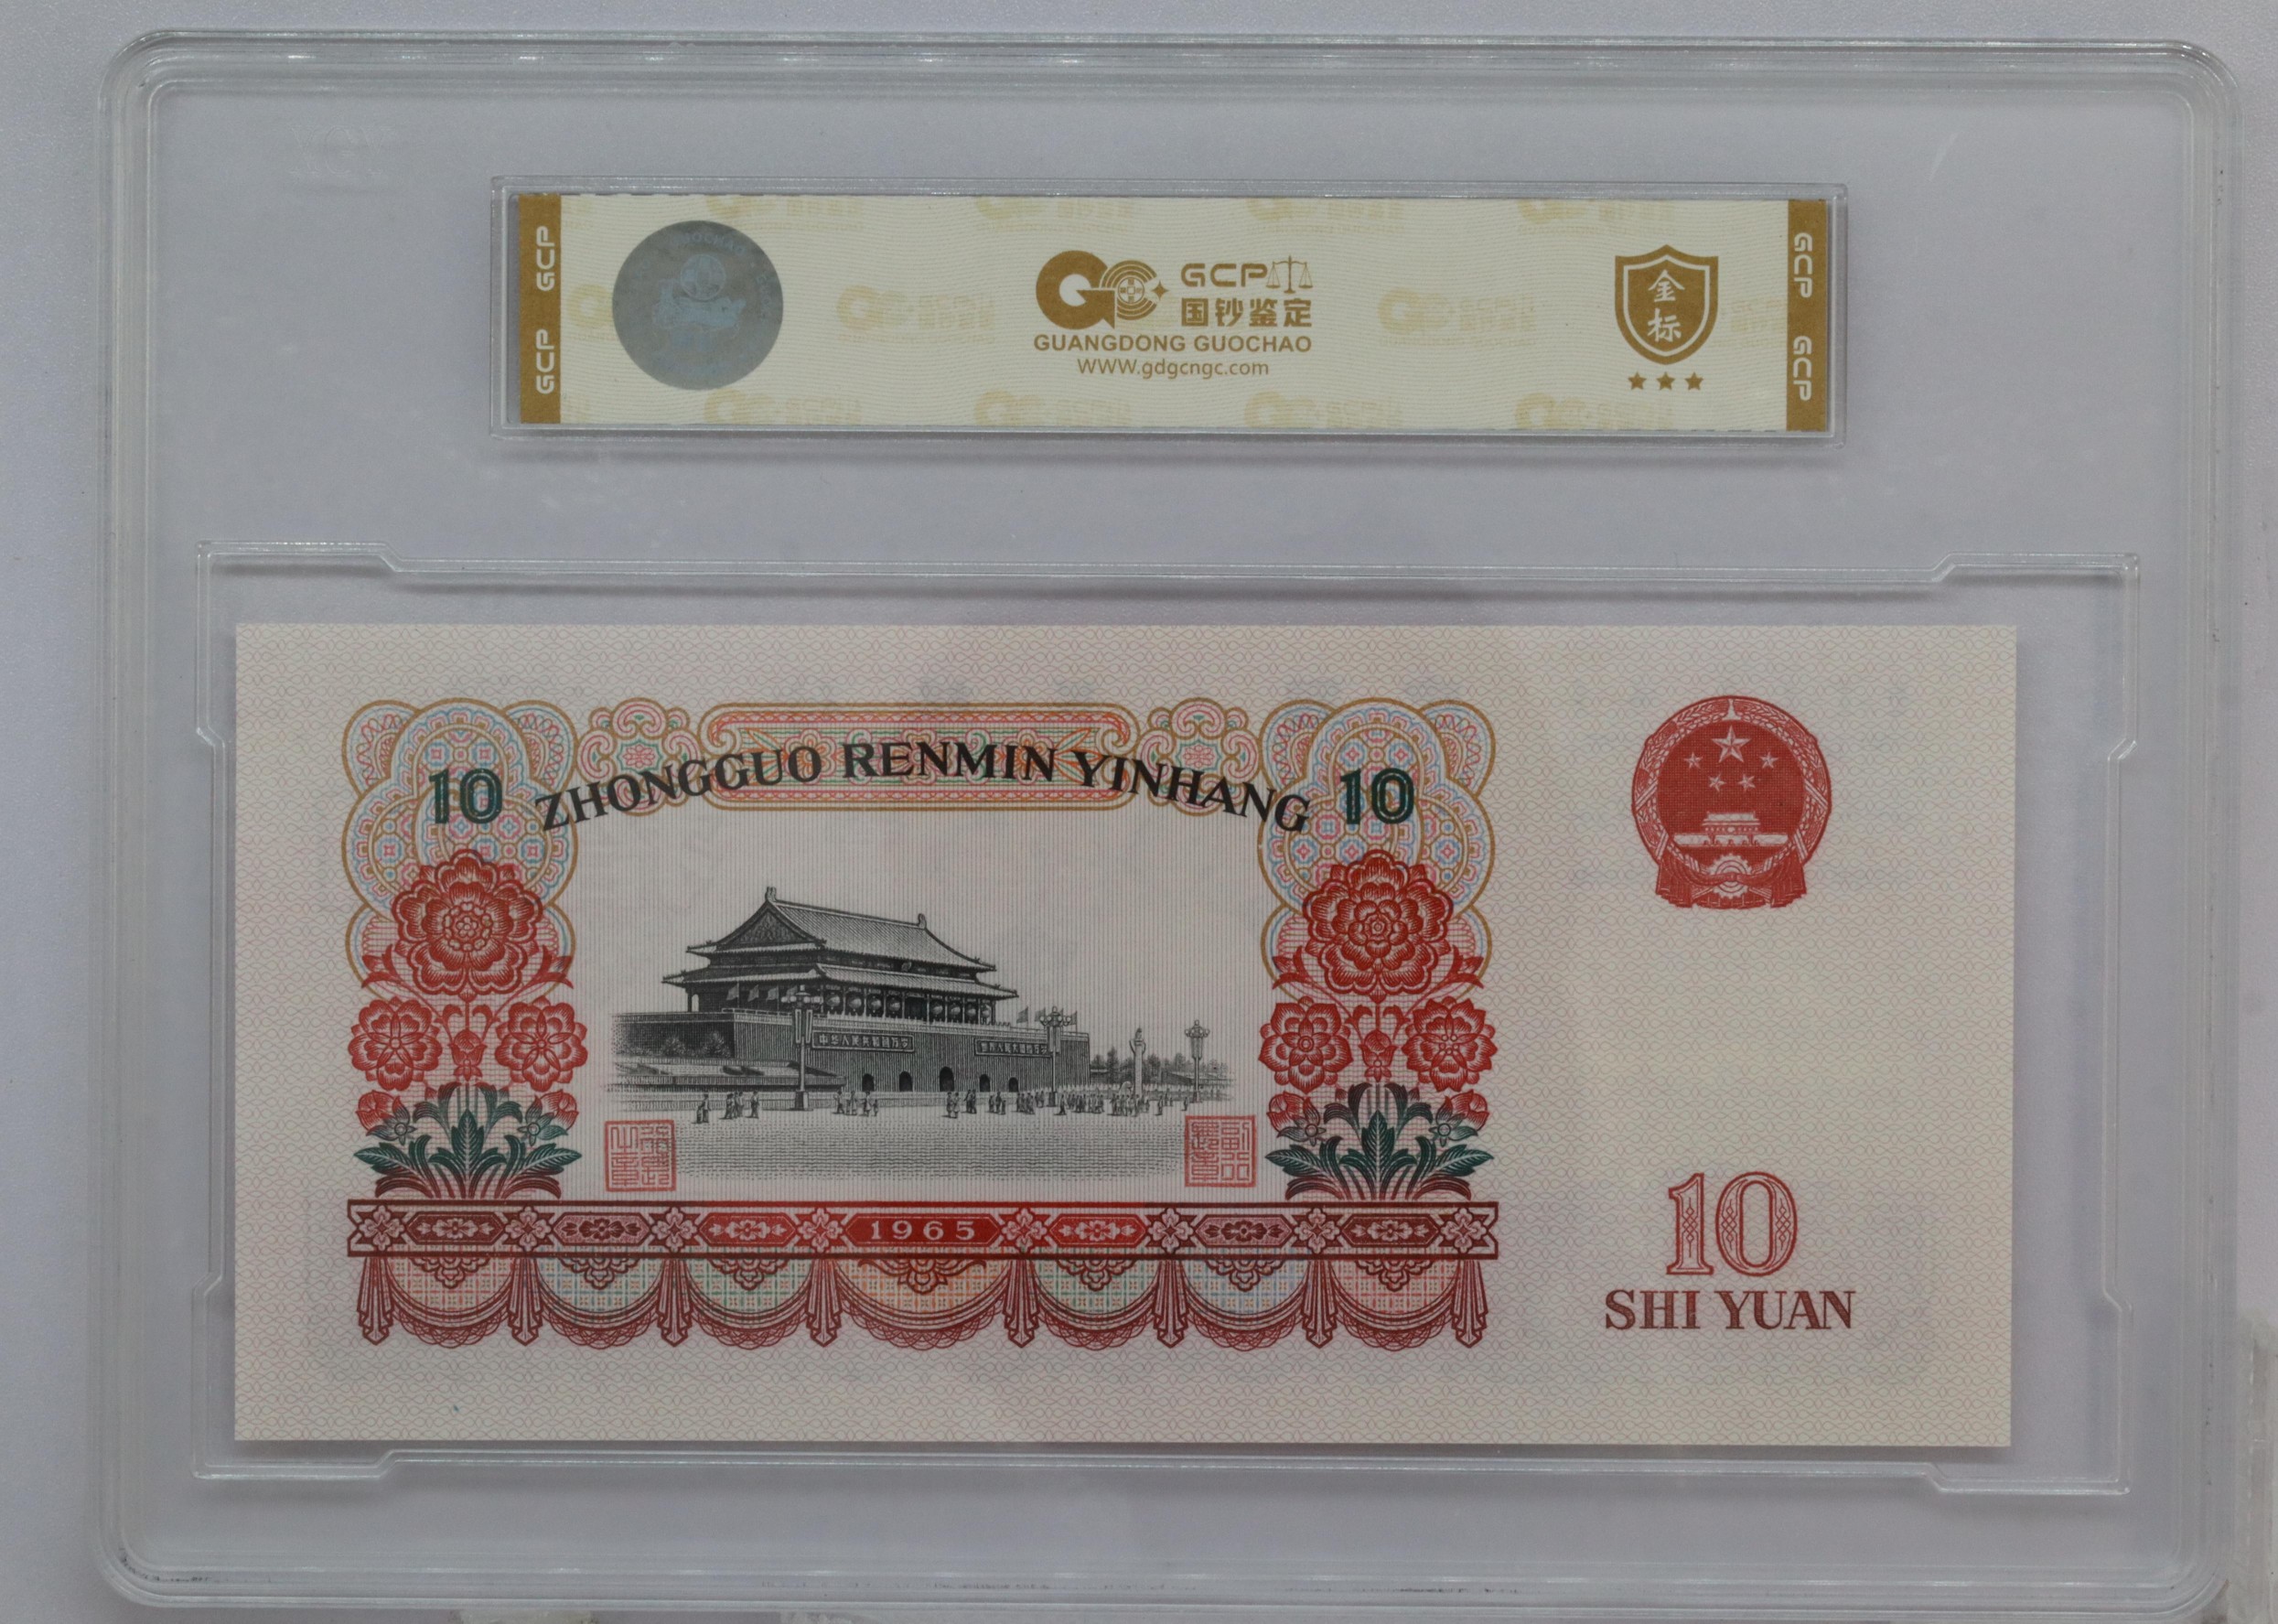 GCP GCP
GUOCHAO
GCP
国钞鉴定
GUANGDONG GUOCHAO
WWW.gdgcngc.com
金
标
GCP GCP
ZHONGGUO RENMIN YINHANG
10
10
1965
10
SHI YUAN